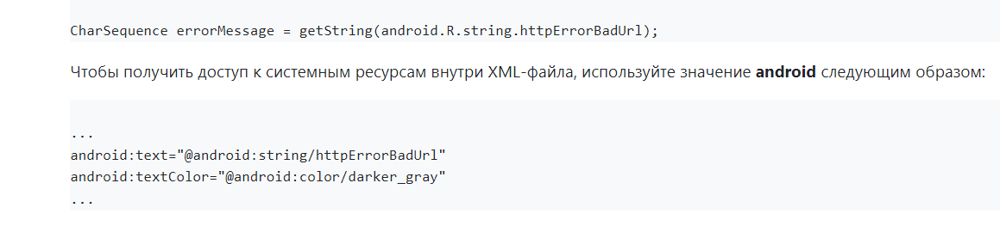 CharSequence errorMessage = getString(android.R.string.httpErrorBadUrl);
Чтобы получить доступ к системным ресурсам внутри XML-файла, используйте значение android следующим образом:
...
android:text="@android:string/httpErrorBadUrl"
android:textColor="@android:color/darker_gray"
...